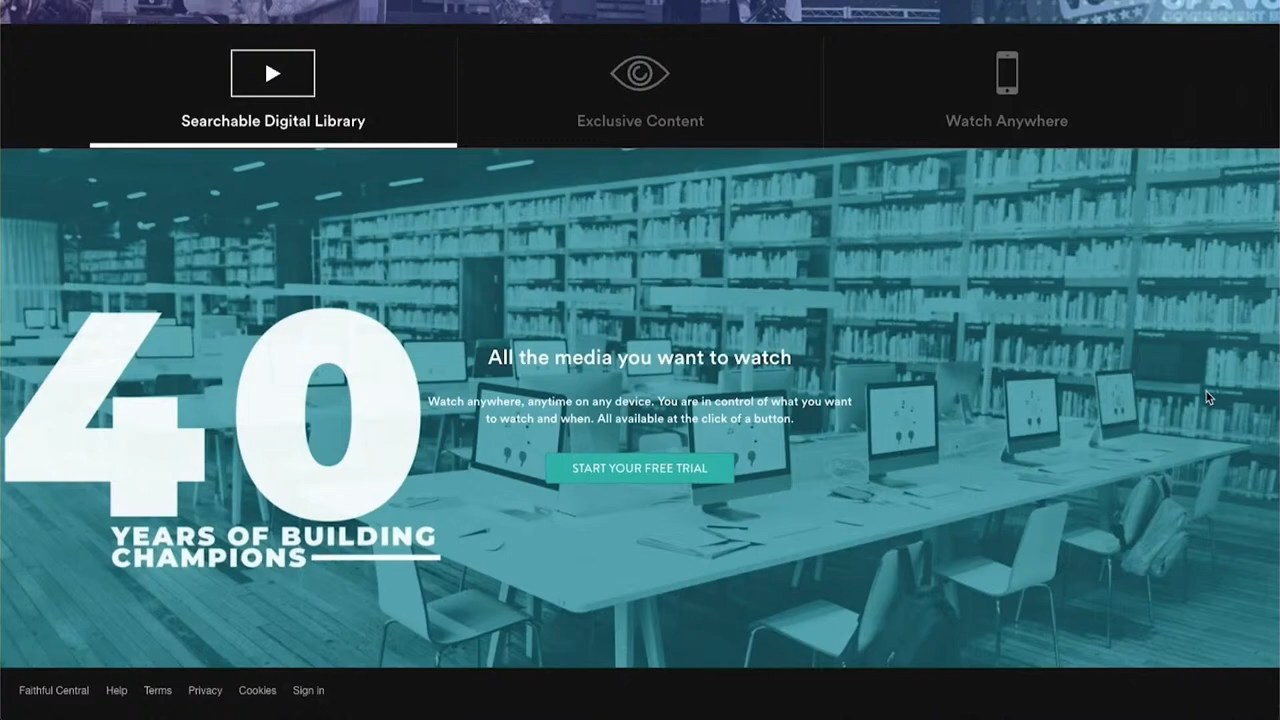 Searchable Digital Library
Exclusive Content
Watch Anywhere
All the media you want to watch
Watch anywhere, anytime on any device. You are in control of what you want
to watch and when. All available at the click of a button.
START YOUR FREE TRIAL
40
YEARS OF BUILDING
CHAMPIONS
Faithful Central Help Terms Privacy Cookies Sign in